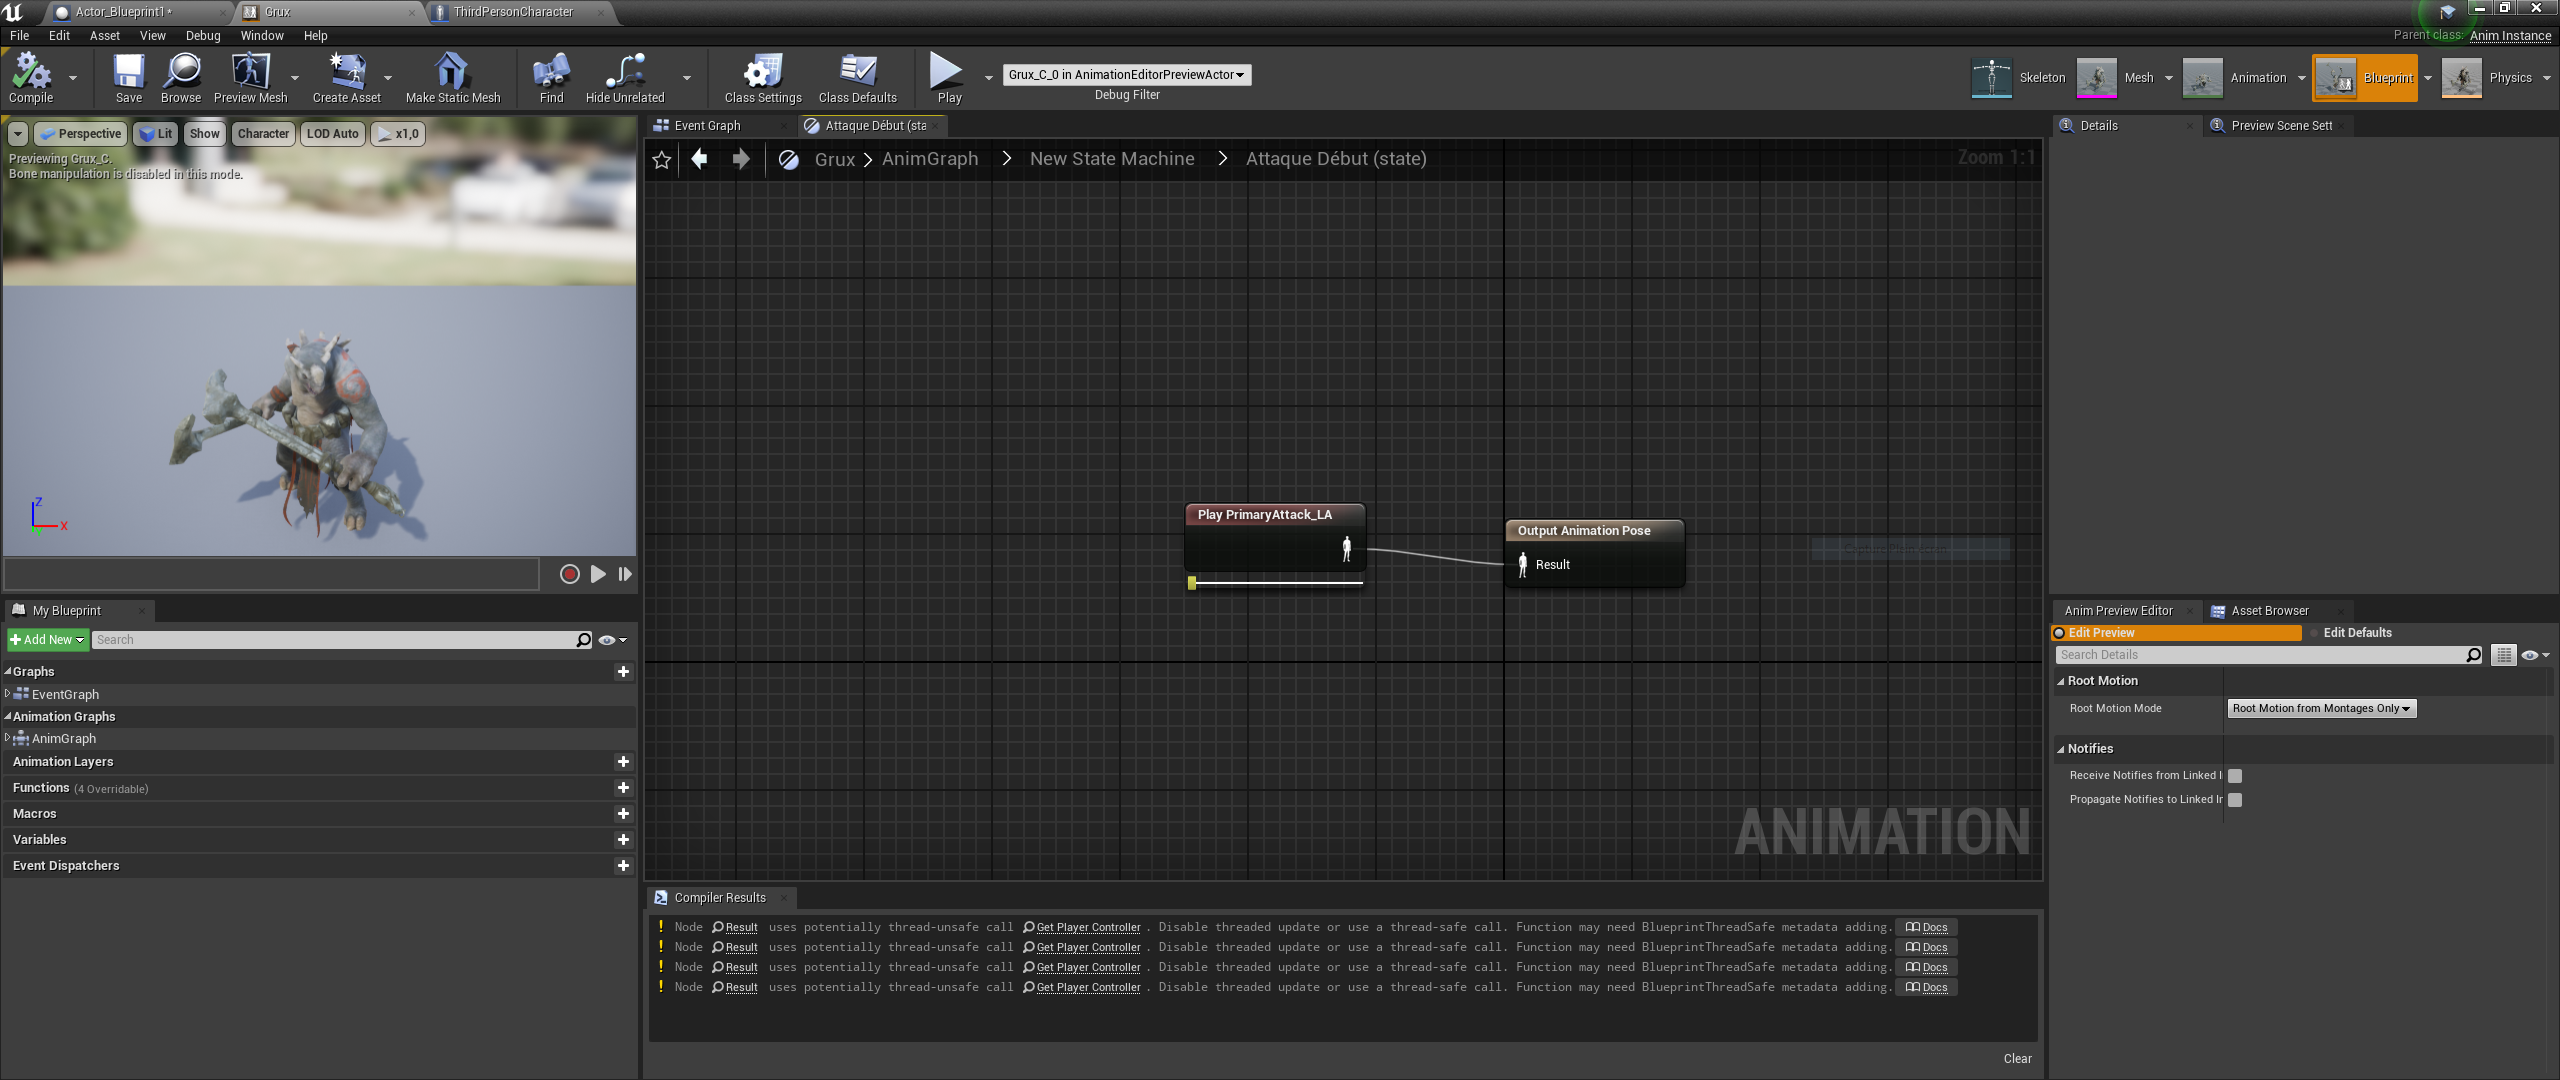 Actor_Blueprint1*
Grux
ThirdPersonCharacter
File Edit Asset View Debug Window Help
Parent class: Anim Instance
Compile
Save
Browse
Preview Mesh
Create Asset
Make Static Mesh
Find
Hide Unrelated
Class Settings
Class Defaults
Play
Grux_C_0 in AnimationEditorPreviewActor
Debug Filter
Skeleton
Mesh
Animation
Blueprint
Physics
Perspective
Lit
Show
Character
LOD Auto
x1,0
Previewing Grux_C.
Bone manipulation is disabled in this mode.
Z
X
Event Graph
Attaque Début (sta
Grux > AnimGraph > New State Machine > Attaque Début (state)
Zoom 1:1
Play PrimaryAttack_LA
Output Animation Pose
Result
ANIMATION
Details
Preview Scene Sett
My Blueprint
Add New
Search
Graphs
EventGraph
Animation Graphs
AnimGraph
Animation Layers
Functions (4 Overridable)
Macros
Variables
Event Dispatchers
Compiler Results
! Node Result uses potentially thread-unsafe call Get Player Controller . Disable threaded update or use a thread-safe call. Function may need BlueprintThreadSafe metadata adding. Docs
! Node Result uses potentially thread-unsafe call Get Player Controller . Disable threaded update or use a thread-safe call. Function may need BlueprintThreadSafe metadata adding. Docs
! Node Result uses potentially thread-unsafe call Get Player Controller . Disable threaded update or use a thread-safe call. Function may need BlueprintThreadSafe metadata adding. Docs
! Node Result uses potentially thread-unsafe call Get Player Controller . Disable threaded update or use a thread-safe call. Function may need BlueprintThreadSafe metadata adding. Docs
Clear
Anim Preview Editor
Asset Browser
Edit Preview
Edit Defaults
Search Details
Root Motion
Root Motion Mode
Root Motion from Montages Only
Notifies
Receive Notifies from Linked I
Propagate Notifies to Linked Ir